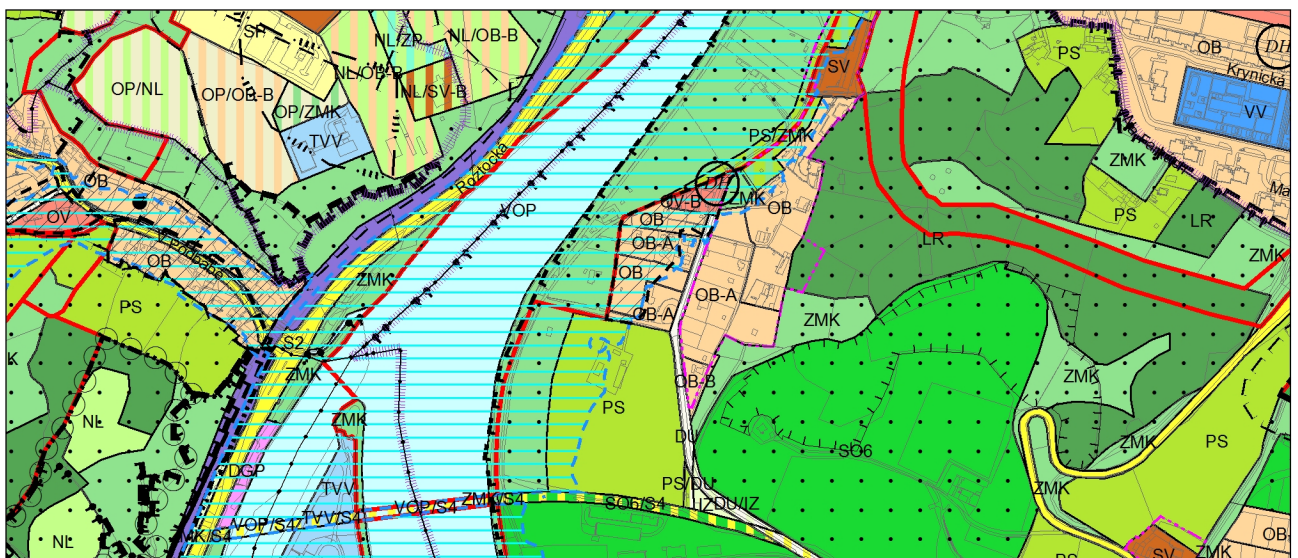 SP
NL/ZP
NL/OB-B
OB
DH
PS
Krynická
SV
NL/OB-B
OP/NL
OP/OB-B
NL/SV-B
VV
OP/ZMK
TVV
PS/ZMK
ZMK
Roztocká
OB
DH
ZMK
OV-B
OB
VOP
OV
OB
PS
LR
V Podbabě
OB-A
LR
ZMK
OB
ZMK
OB
PS
OB-A
OB-A
ZMK
S2
ZMK
ZMK
OB-B
PS
ZMK
NL
DU
ZMK
PS
SO6
DGP
TVV
PS/DU
ZMK
VOP/S4
ZMK/S4
SO6/S4
IZ
DU/IZ
TVV/S4
VOP/S4
ZMK/S4
NL
OB
SV
ZMK
PS